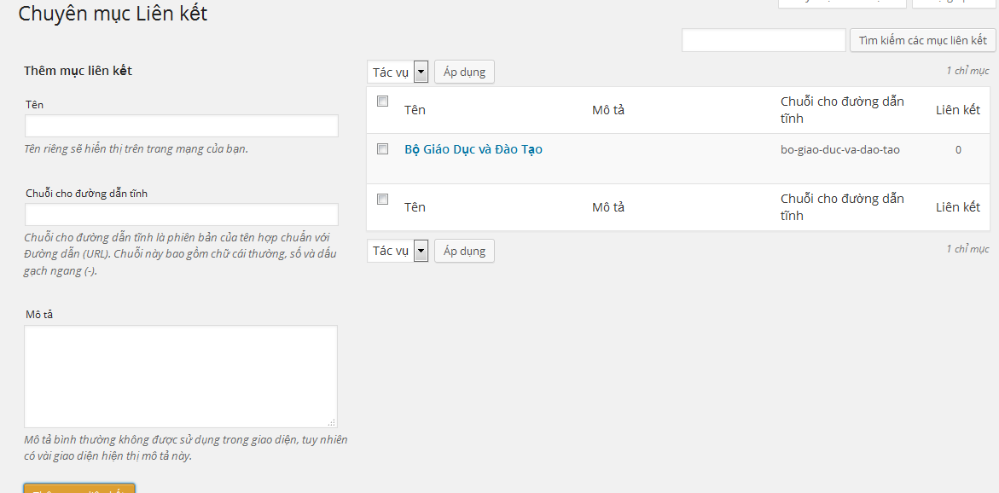 Chuyên mục Liên kết
Tìm kiếm các mục liên kết
Thêm mục liên kết
Tác vụ
Áp dụng
1 chỉ mục
Tên
Tên riêng sẽ hiển thị trên trang mạng của bạn.
Chuỗi cho đường dẫn tĩnh
Chuỗi cho đường dẫn tĩnh là phiên bản của tên hợp chuẩn với
Đường dẫn (URL). Chuỗi này bao gồm chữ cái thường, số và dấu
gạch ngang (-).
Mô tả
Mô tả bình thường không được sử dụng trong giao diện, tuy nhiên
có vài giao diện hiện thị mô tả này.
Tên
Mô tả
Chuỗi cho đường dẫn
tĩnh
Liên kết
Bộ Giáo Dục và Đào Tạo
bo-giao-duc-va-dao-tao
0
Tên
Mô tả
Chuỗi cho đường dẫn
tĩnh
Liên kết
Tác vụ
Áp dụng
1 chỉ mục